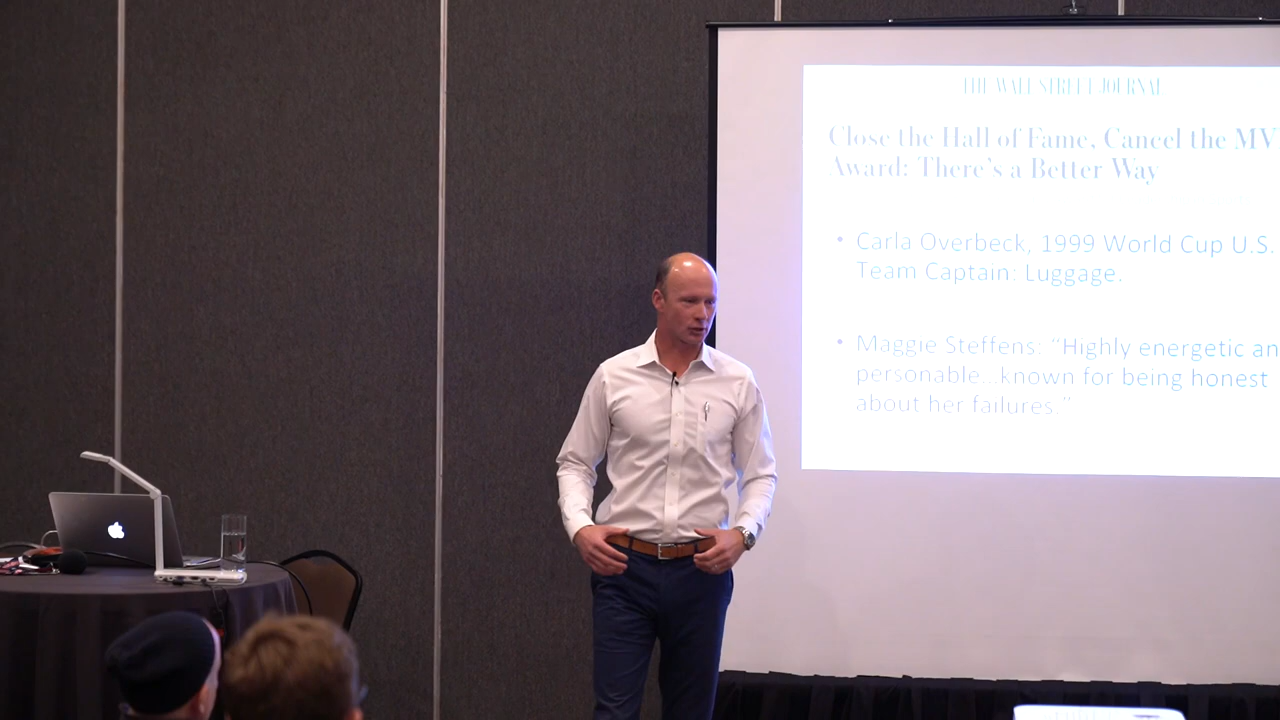 THE WALL STREET JOURNAL
Close the Hall of Fame, Cancel the MV
Award: There's a Better Way
• Carla Overbeck, 1999 World Cup U.S.
Team Captain: Luggage.
• Maggie Steffens: “Highly energetic an
personable...known for being honest
about her failures.”